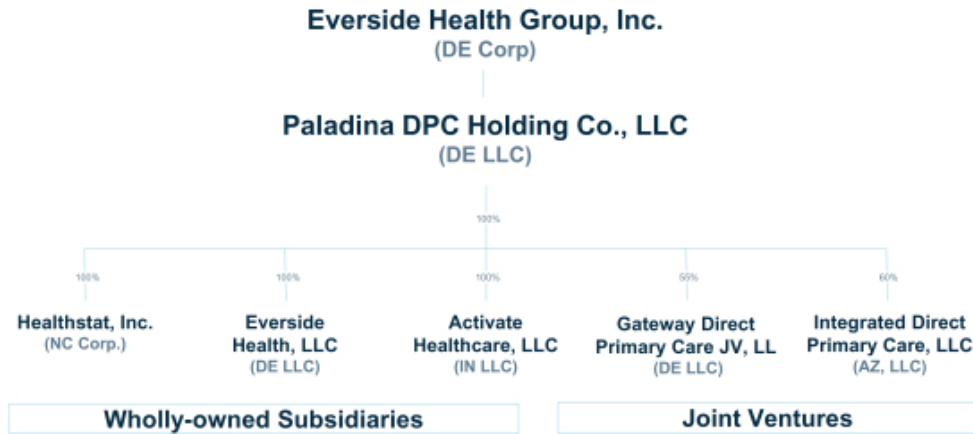 Everside Health Group, Inc.
(DE Corp)
Paladina DPC Holding Co., LLC
(DE LLC)
100%
100%
100%
100%
55%
60%
Healthstat, Inc.
(NC Corp.)
Everside
Health, LLC
(DE LLC)
Activate
Healthcare, LLC
(IN LLC)
Gateway Direct
Primary Care JV, LL
(DE LLC)
Integrated Direct
Primary Care, LLC
(AZ, LLC)
Wholly-owned Subsidiaries
Joint Ventures